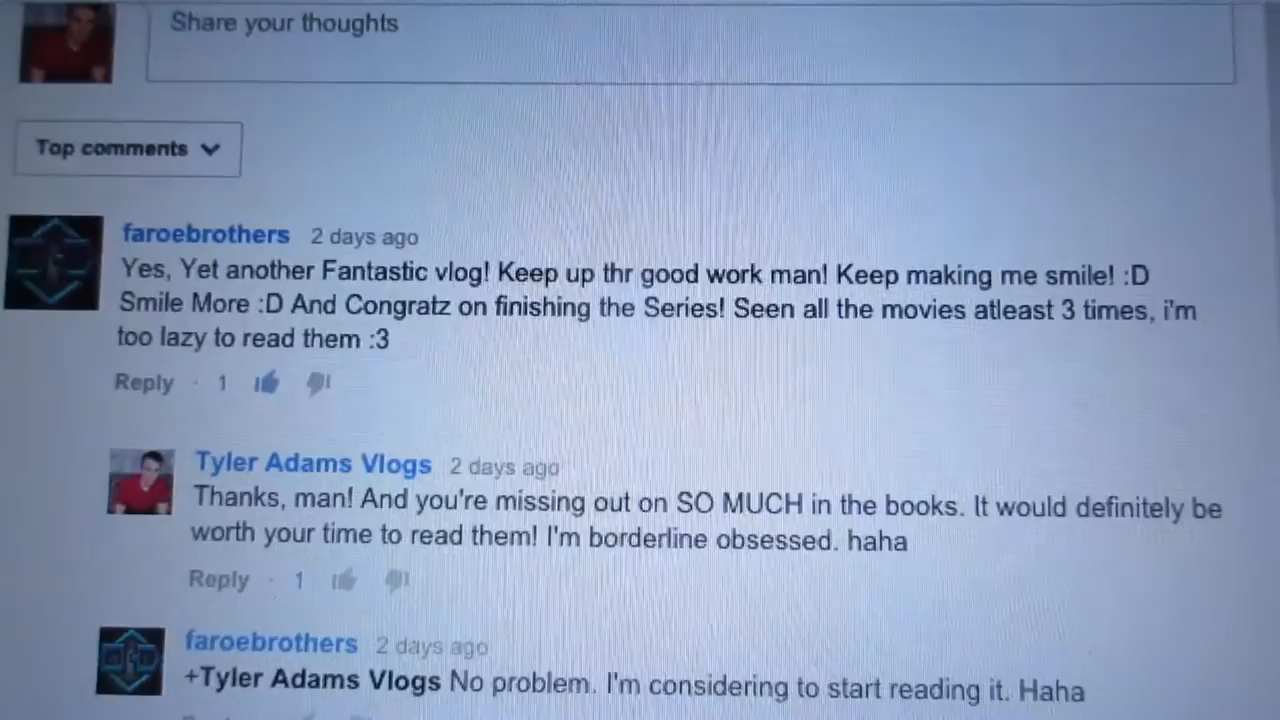 Share your thoughts
Top comments
faroebrothers 2 days ago
Yes, Yet another Fantastic vlog! Keep up thr good work man! Keep making me smile! :D
Smile More :D And Congratz on finishing the Series! Seen all the movies atleast 3 times, i'm
too lazy to read them :3
Reply · 1
Tyler Adams Vlogs 2 days ago
Thanks, man! And you're missing out on SO MUCH in the books. It would definitely be
worth your time to read them! I'm borderline obsessed. haha
Reply · 1
faroebrothers 2 days ago
+Tyler Adams Vlogs No problem. I'm considering to start reading it. Haha